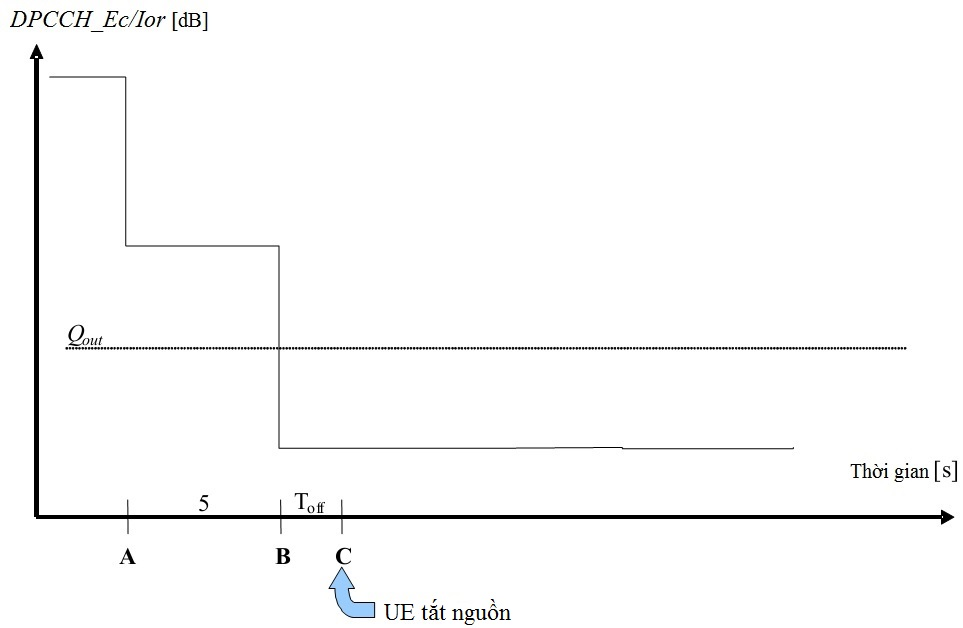 DPCCH_Ec/Ior [dB]
Qout
Thời gian [s]
5 Toff
A B C
UE tắt nguồn